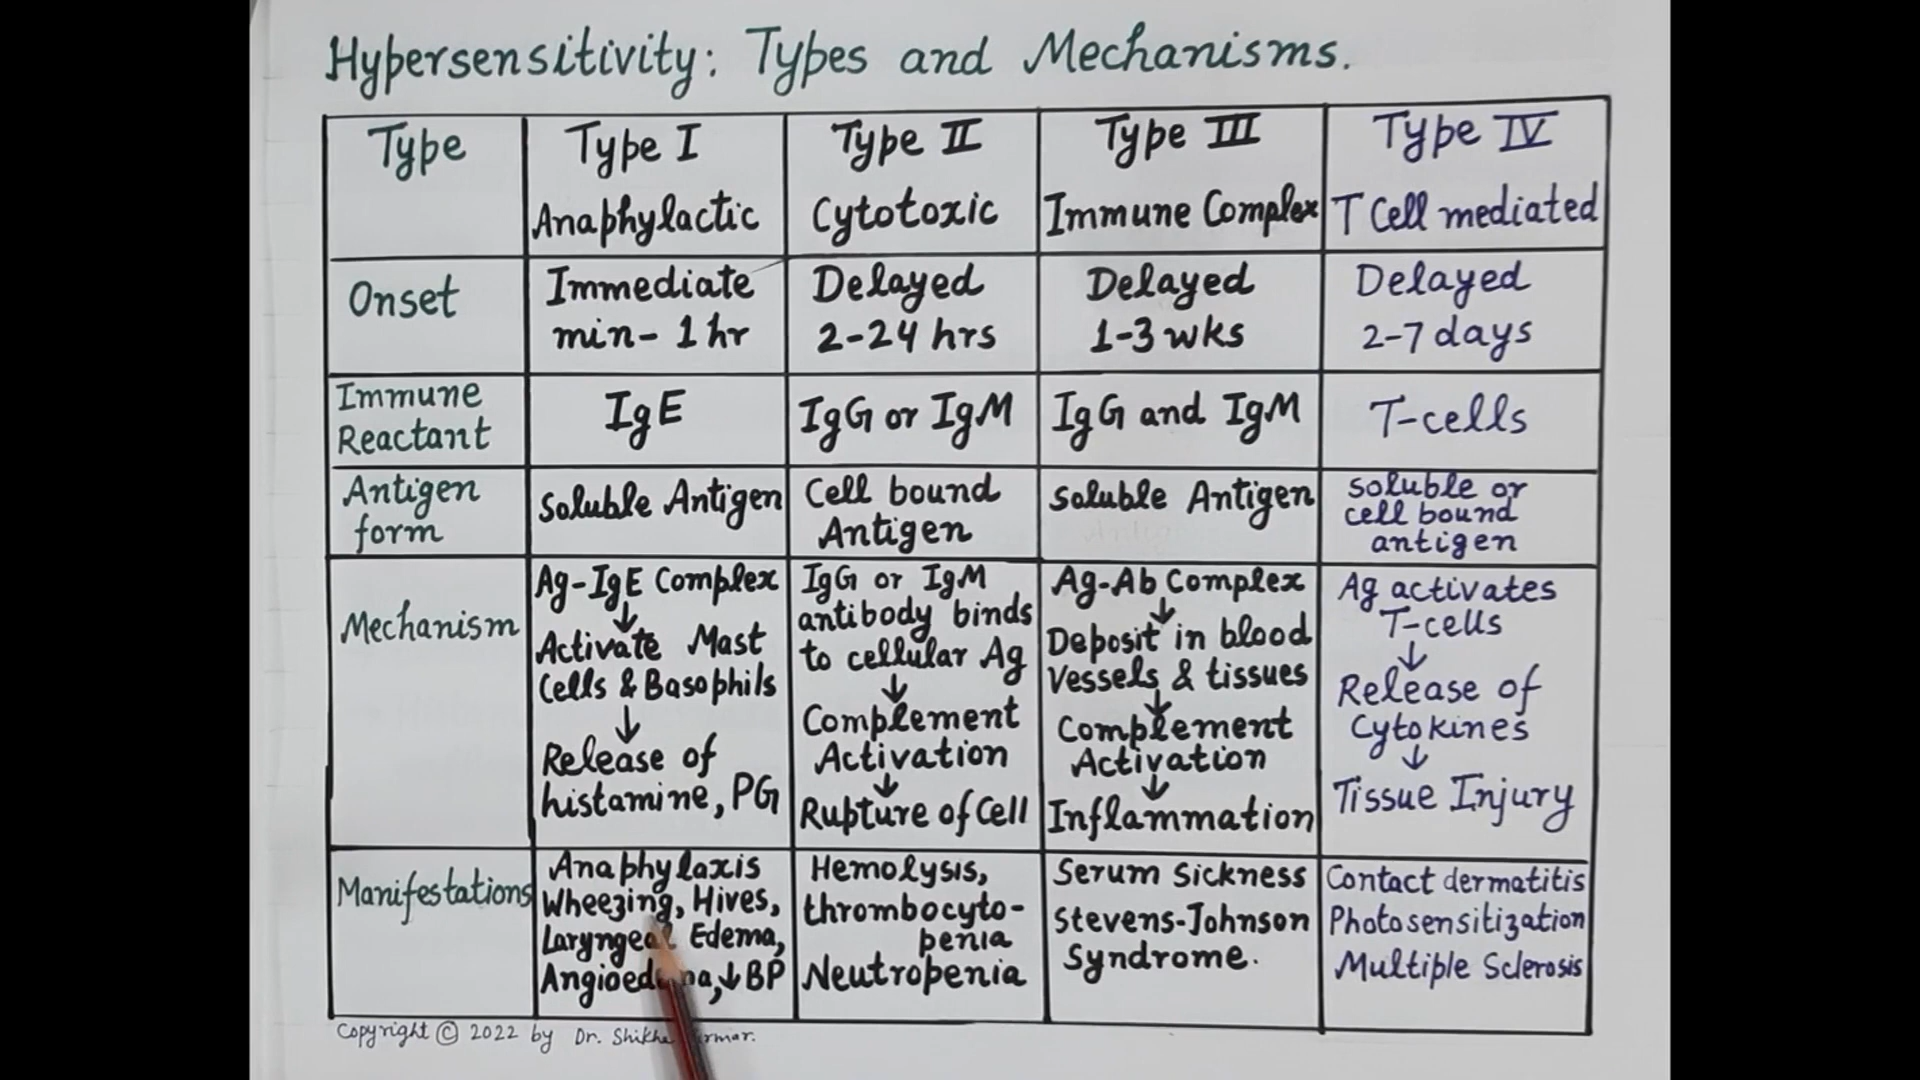 Hypersensitivity: Types and Mechanisms.
Type
Type I
Anaphylactic
Type II
Cytotoxic
Type III
Immune Complex
Type IV
T Cell mediated
Onset
Immediate
min- 1 hr
Delayed
2-24 hrs
Delayed
1-3 wks
Delayed
2-7 days
Immune
Reactant
IgE
IgG or IgM
IgG and IgM
T-cells
Antigen
form
Soluble Antigen
Cell bound
Antigen
Soluble Antigen
Soluble or
cell bound
antigen
Mechanism
Ag-IgE Complex
↓
Activate Mast
Cells & Basophils
↓
Release of
histamine, PG
IgG or IgM
antibody binds
to cellular Ag
↓
Complement
Activation
↓
Rupture of Cell
Ag-Ab Complex
↓
Deposit in blood
Vessels & tissues
↓
Complement
Activation
↓
Inflammation
Ag activates
T-cells
↓
Release of
Cytokines
↓
Tissue Injury
Manifestations
Anaphylaxis
Wheezing, Hives,
Laryngeal Edema,
↓ BP
Hemolysis,
thrombocyto-
penia
Neutropenia
Serum Sickness
Stevens-Johnson
Syndrome.
Contact dermatitis
Photosensitization
Multiple Sclerosis
Copyright © 2022 by Dr.